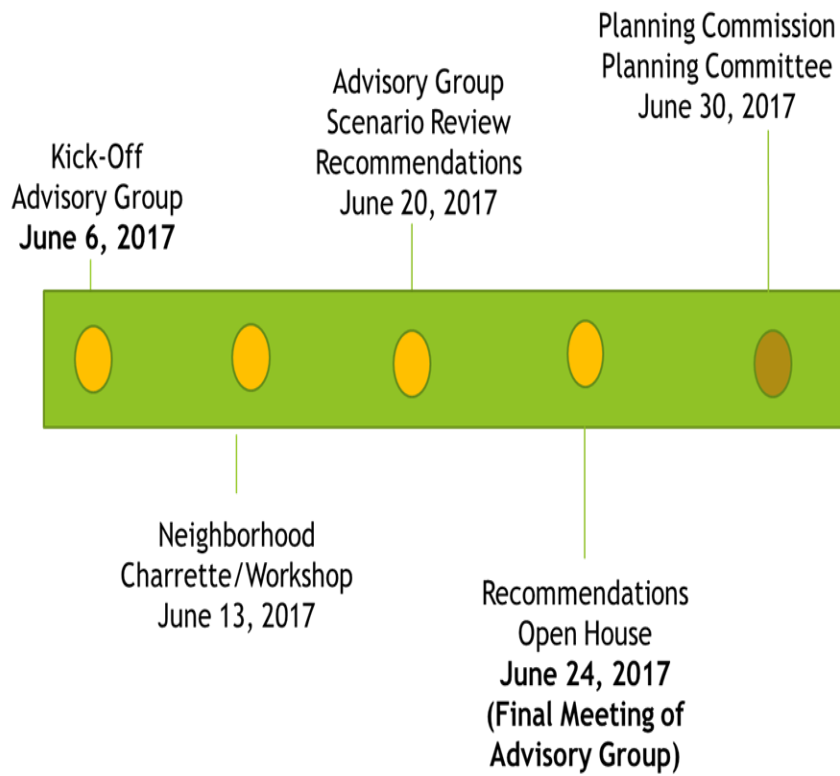 Kick-Off
Advisory Group
June 6, 2017
Neighborhood
Charrette/Workshop
June 13, 2017
Advisory Group
Scenario Review
Recommendations
June 20, 2017
Recommendations
Open House
June 24, 2017
(Final Meeting of
Advisory Group)
Planning Commission
Planning Committee
June 30, 2017